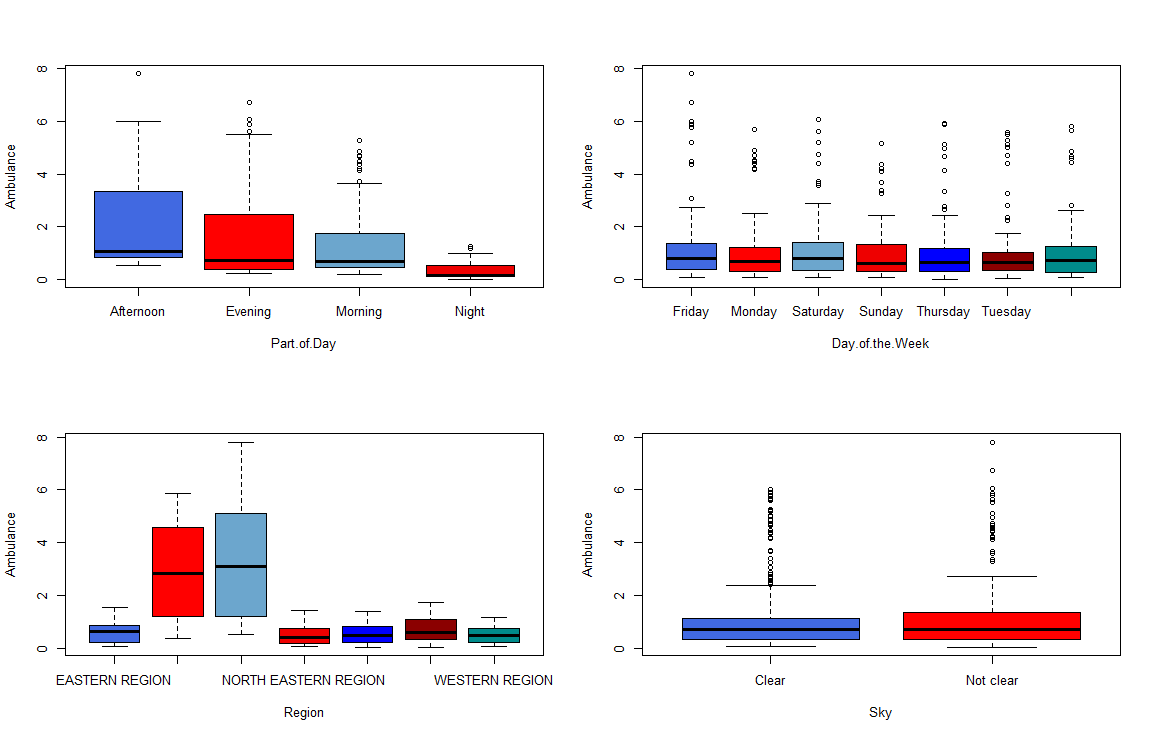 8
6
4
2
0
Ambulance
Afternoon Evening Morning Night
Part.of.Day
8
6
4
2
0
Ambulance
Friday Monday Saturday Sunday Thursday Tuesday
Day.of.the.Week
8
6
4
2
0
Ambulance
EASTERN REGION NORTH EASTERN REGION WESTERN REGION
Region
8
6
4
2
0
Ambulance
Clear Not clear
Sky